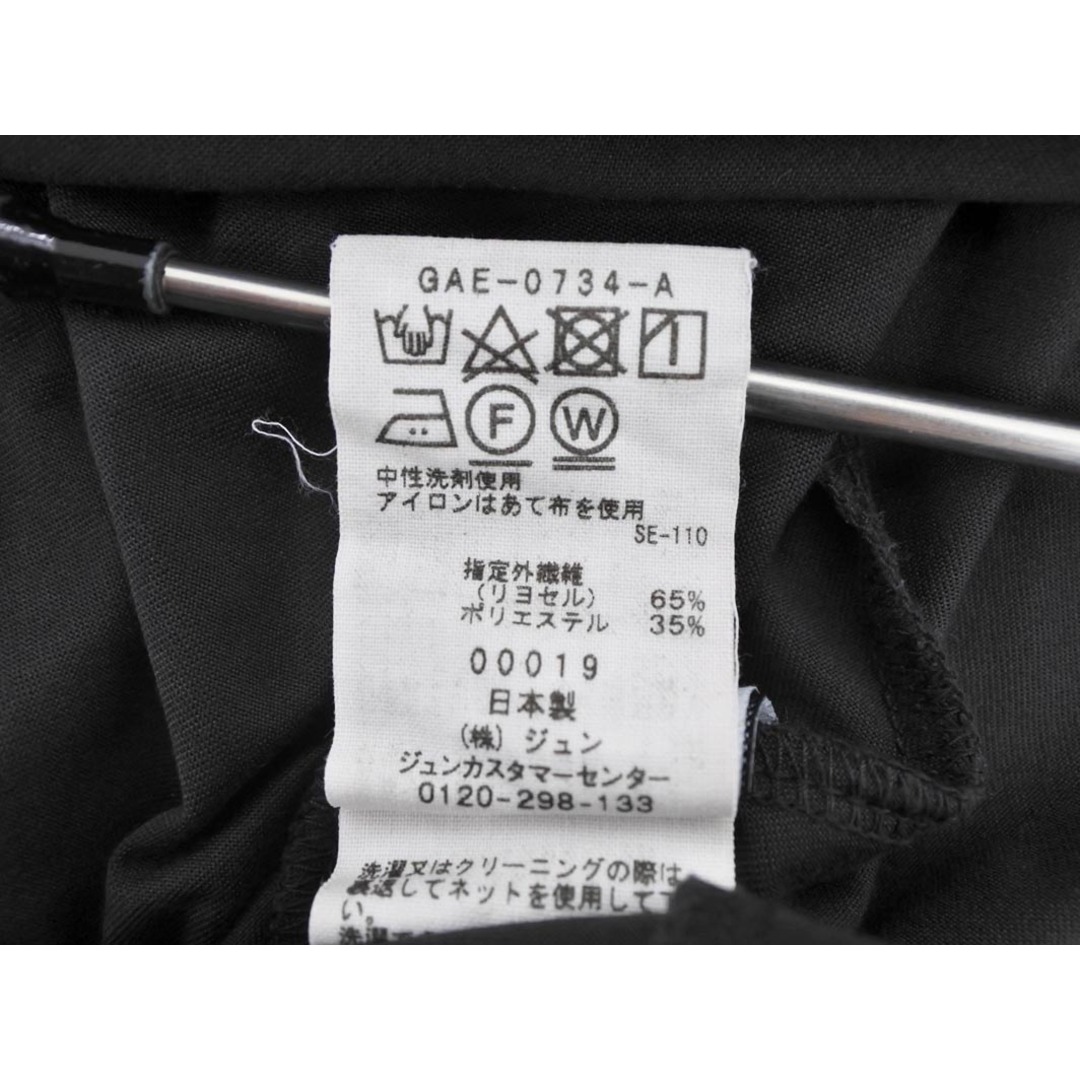 GAE-0734-A
F W
中性洗剤使用
アイロンはあて布を使用
SE-110
指定外繊維
(リヨセル) 65%
ポリエステル 35%
00019
日本製
(株) ジュン
ジュンカスタマーセンター
0120-298-133
洗濯又はクリーニングの際は
裏返してネットを使用して下
い。
洗濯で